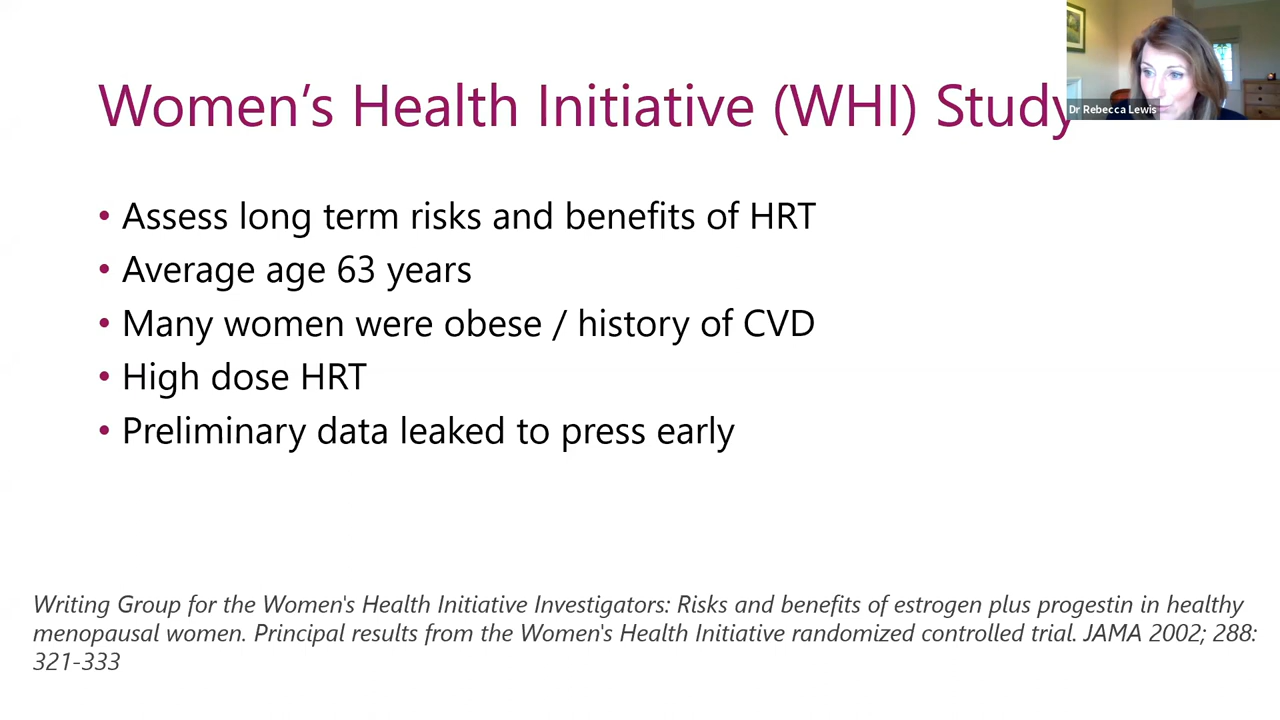 Women’s Health Initiative (WHI) Study
Dr Rebecca Lewis
• Assess long term risks and benefits of HRT
• Average age 63 years
• Many women were obese / history of CVD
• High dose HRT
• Preliminary data leaked to press early
Writing Group for the Women's Health Initiative Investigators: Risks and benefits of estrogen plus progestin in healthy
menopausal women. Principal results from the Women's Health Initiative randomized controlled trial. JAMA 2002; 288:
321-333